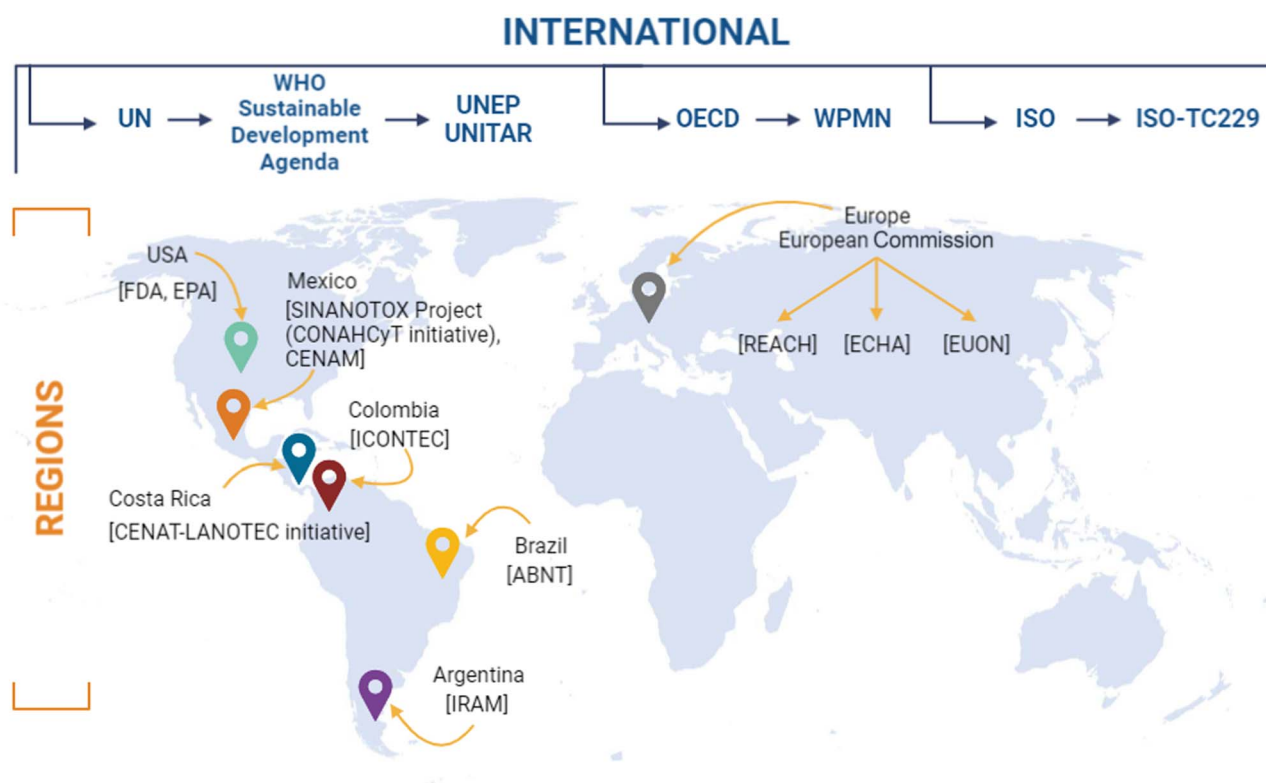 INTERNATIONAL
UN
WHO
Sustainable
Development
Agenda
UNEP
UNITAR
OECD
WPMN
ISO
ISO-TC229
REGIONS
USA
[FDA, EPA]
Mexico
[SINANOTOX Project
(CONAHCyT initiative),
CENAM]
Colombia
[ICONTEC]
Costa Rica
[CENAT-LANOTEC initiative]
Brazil
[ABNT]
Argentina
[IRAM]
Europe
European Commission
[REACH]
[ECHA]
[EUON]